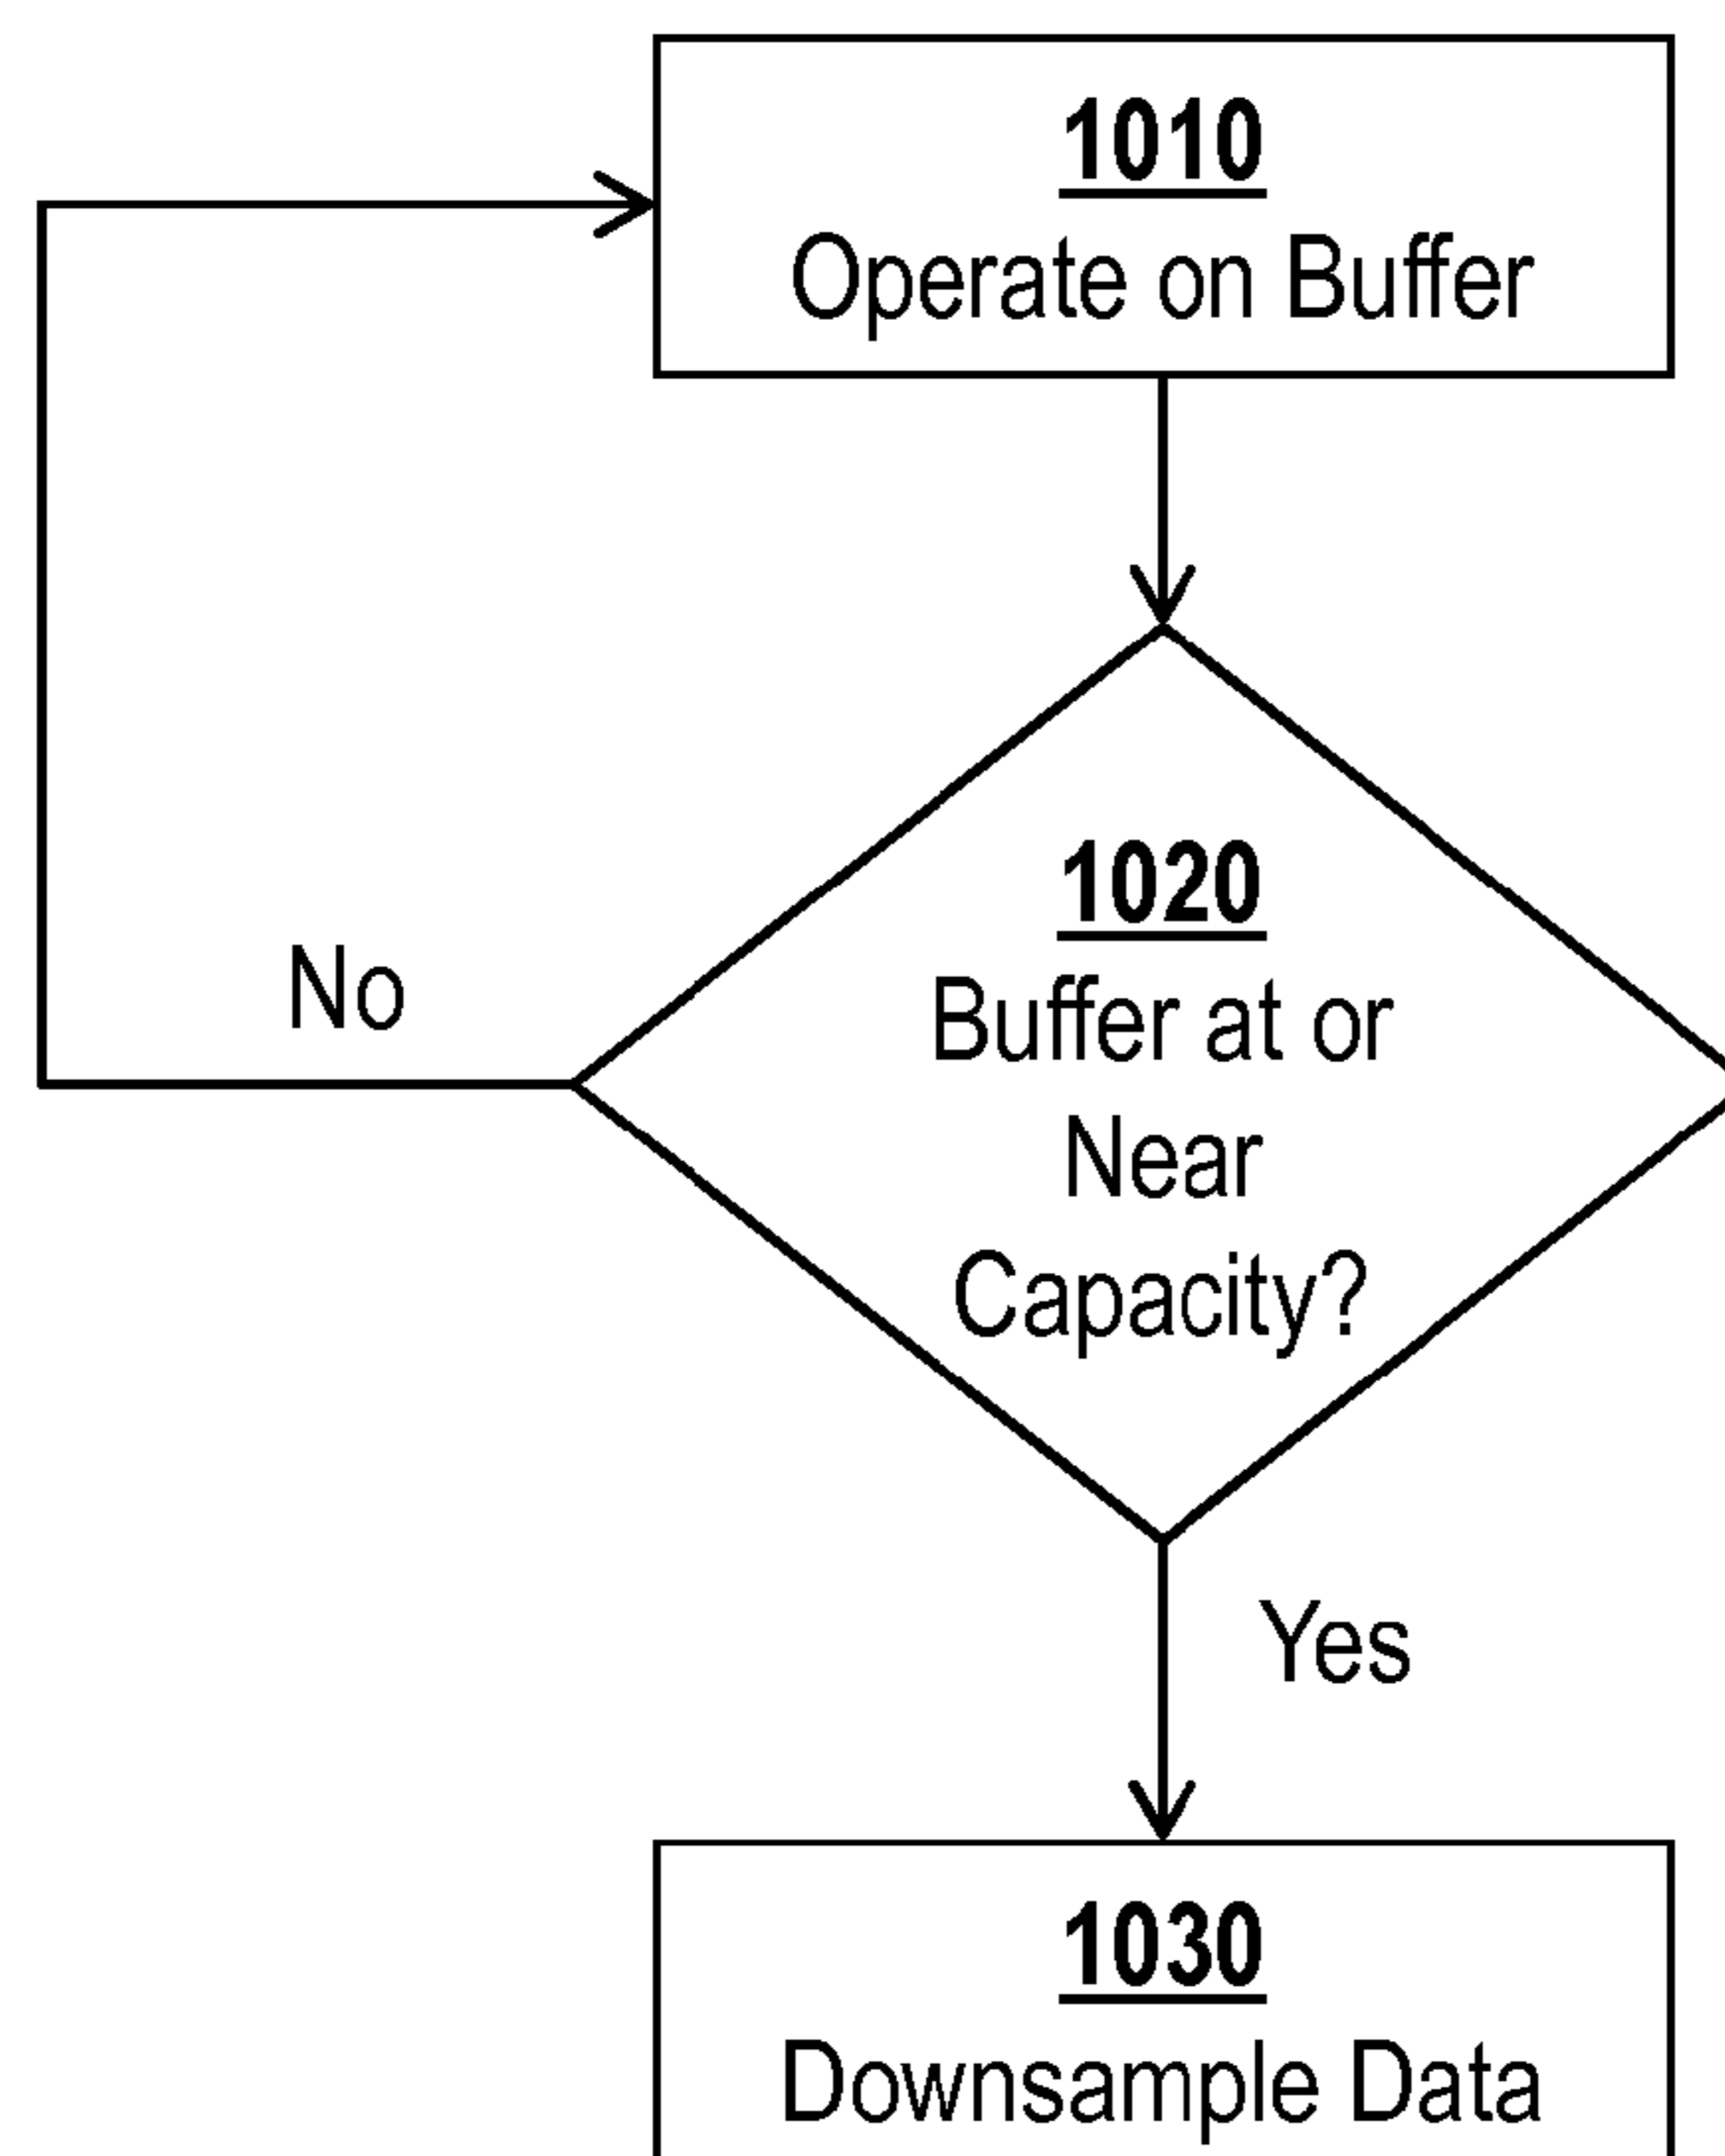 1010
Operate on Buffer
1020
Buffer at or
Near
Capacity?
No
Yes
1030
Downsample Data